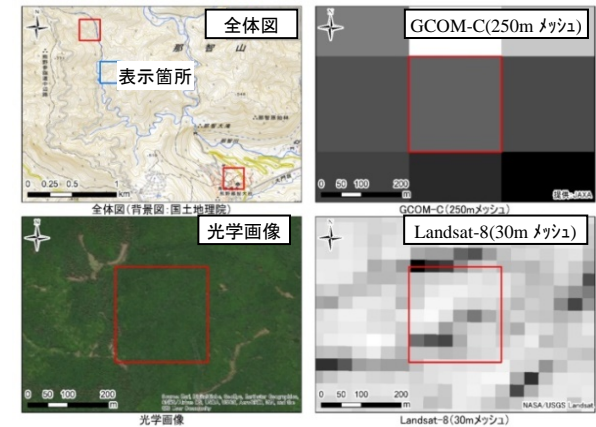 全体図
那智山
表示箇所
0 0.25 0.5 1
km
全体図(背景図:国土地理院)
GCOM-C(250m メッシュ)
0 50 100 200
m
提供:JAXA
GCOM-C(250mメッシュ)
光学画像
0 50 100 200
m
光学画像
Landsat-8(30m メッシュ)
0 50 100 200
m
NASA/USGS Landsat
Landsat-8(30mメッシュ)